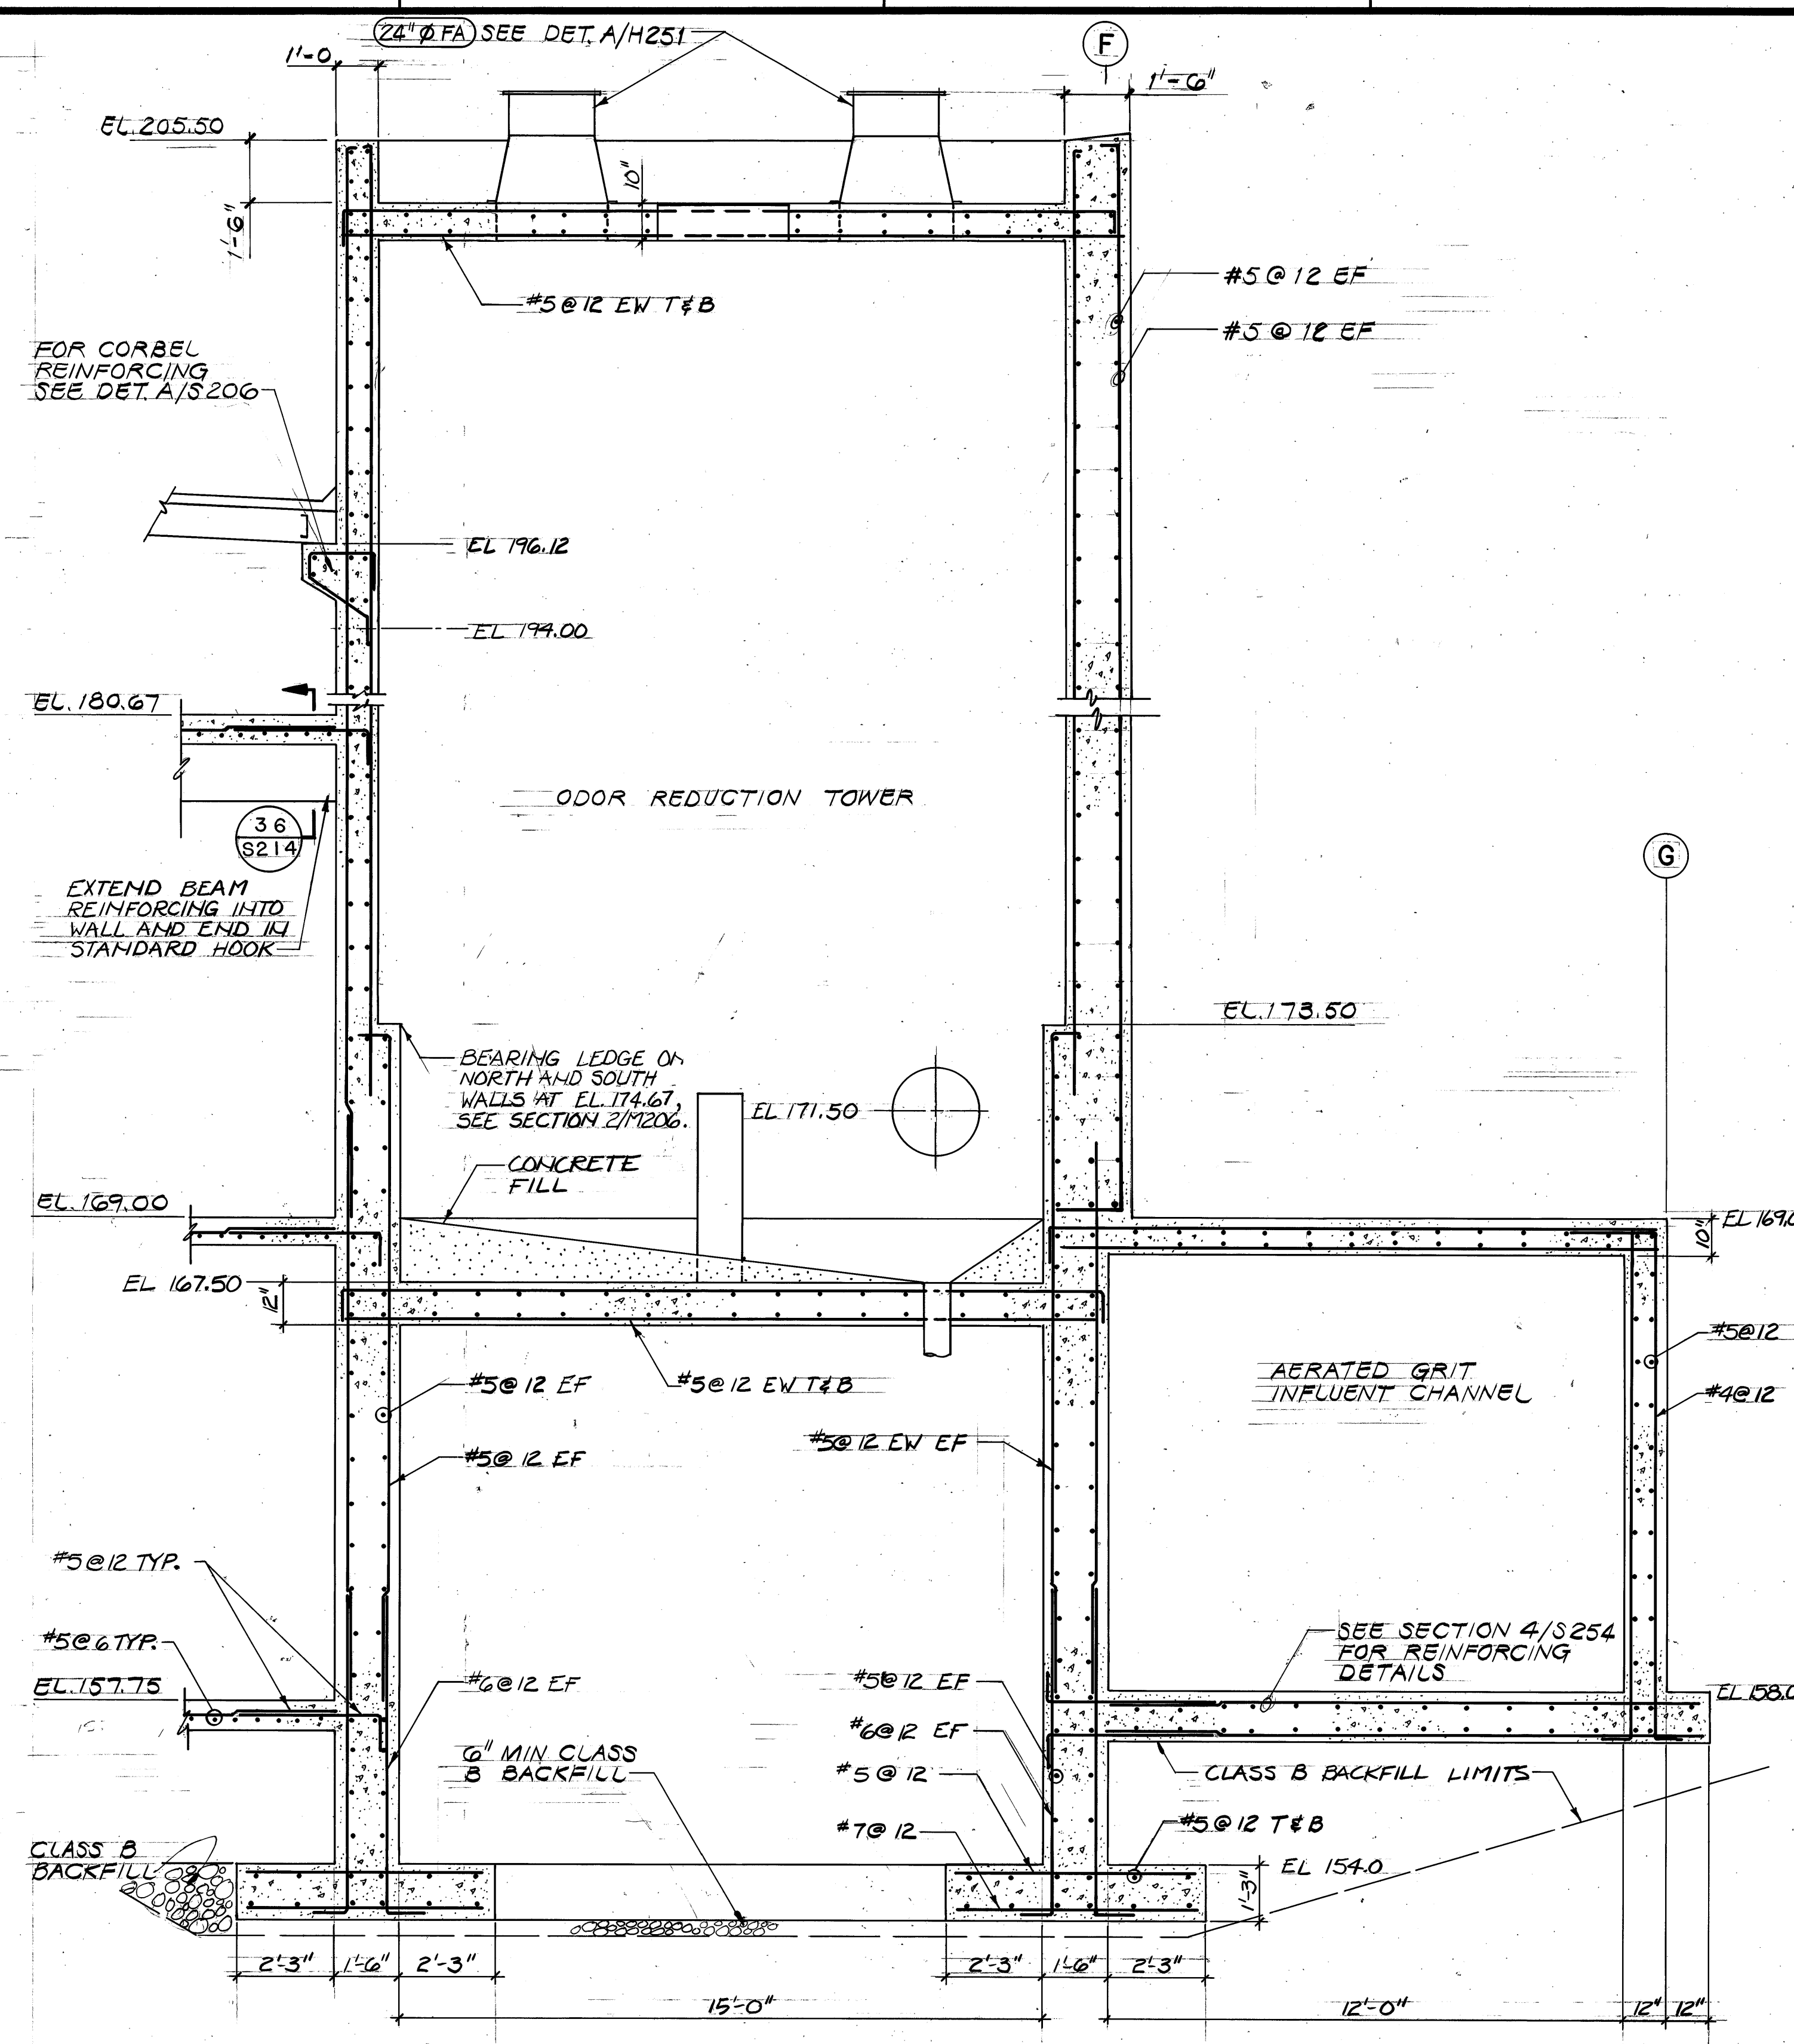 24" Ø FA SEE DET. A/H251
F
1'-0
1'-6"
EL. 205.50
10"
1'-6"
#5 @ 12 EF
#5 @ 12 EW T & B
#5 @ 12 EF
FOR CORBEL
REINFORCING
SEE DET. A/S206
EL 196.12
EL 194.00
EL. 180.67
ODOR REDUCTION TOWER
36
S214
G
EXTEND BEAM
REINFORCING INTO
WALL AND END IN
STANDARD HOOK
EL. 173.50
BEARING LEDGE ON
NORTH AND SOUTH
WALLS AT EL. 174.67,
SEE SECTION 2/M206.
EL 171.50
CONCRETE
FILL
EL. 169.00
EL 169.0
10"
EL 167.50
12"
#5@12
#5@12 EF
#5@12 EW T & B
AERATED GRIT
INFLUENT CHANNEL
#4@12
#5@12 EW EF
#5@12 EF
#5@12 TYP.
#5@6 TYP.
SEE SECTION 4/S254
FOR REINFORCING
DETAILS
EL. 157.75
#6@12 EF
#5@12 EF
EL 158.0
#6@12 EF
6" MIN CLASS
B BACKFILL
#5@12
CLASS B BACKFILL LIMITS
#7@12
#5@12 T & B
CLASS B
BACKFILL
EL 154.0
1'-3"
2'-3"
1'-6"
2'-3"
2'-3"
1'-6"
2'-3"
15'-0"
12'-0"
12"
12"